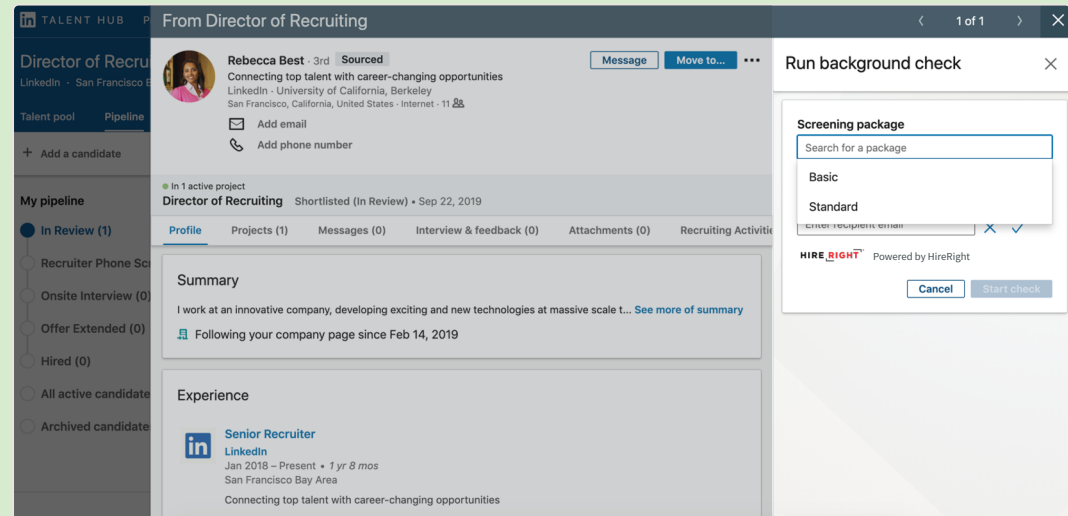 in TALENT HUB P
From Director of Recruiting
1 of 1
Director of Recrui
LinkedIn · San Francisco B
Talent pool Pipeline
+ Add a candidate
My pipeline
In Review (1)
Recruiter Phone Scr
Onsite Interview (0)
Offer Extended (0)
Hired (0)
All active candidate
Archived candidate
Rebecca Best · 3rd Sourced
Message Move to... •••
Connecting top talent with career-changing opportunities
LinkedIn · University of California, Berkeley
San Francisco, California, United States · Internet · 11
Add email
Add phone number
In 1 active project
Director of Recruiting Shortlisted (In Review) • Sep 22, 2019
Profile Projects (1) Messages (0) Interview & feedback (0) Attachments (0) Recruiting Activitie
Summary
I work at an innovative company, developing exciting and new technologies at massive scale t... See more of summary
Following your company page since Feb 14, 2019
Experience
in
Senior Recruiter
LinkedIn
Jan 2018 – Present • 1 yr 8 mos
San Francisco Bay Area
Connecting top talent with career-changing opportunities
Run background check
Screening package
Search for a package
Basic
Standard
Enter recipient email
HIRERIGHT Powered by HireRight
Cancel Start check